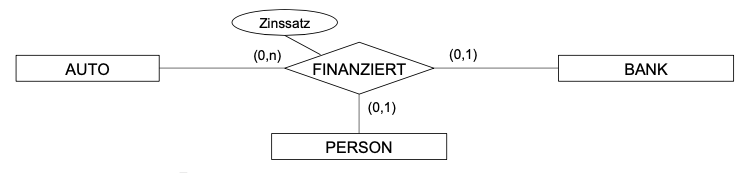 Zinssatz
(0,n)
(0,1)
AUTO
FINANZIERT
BANK
(0,1)
PERSON